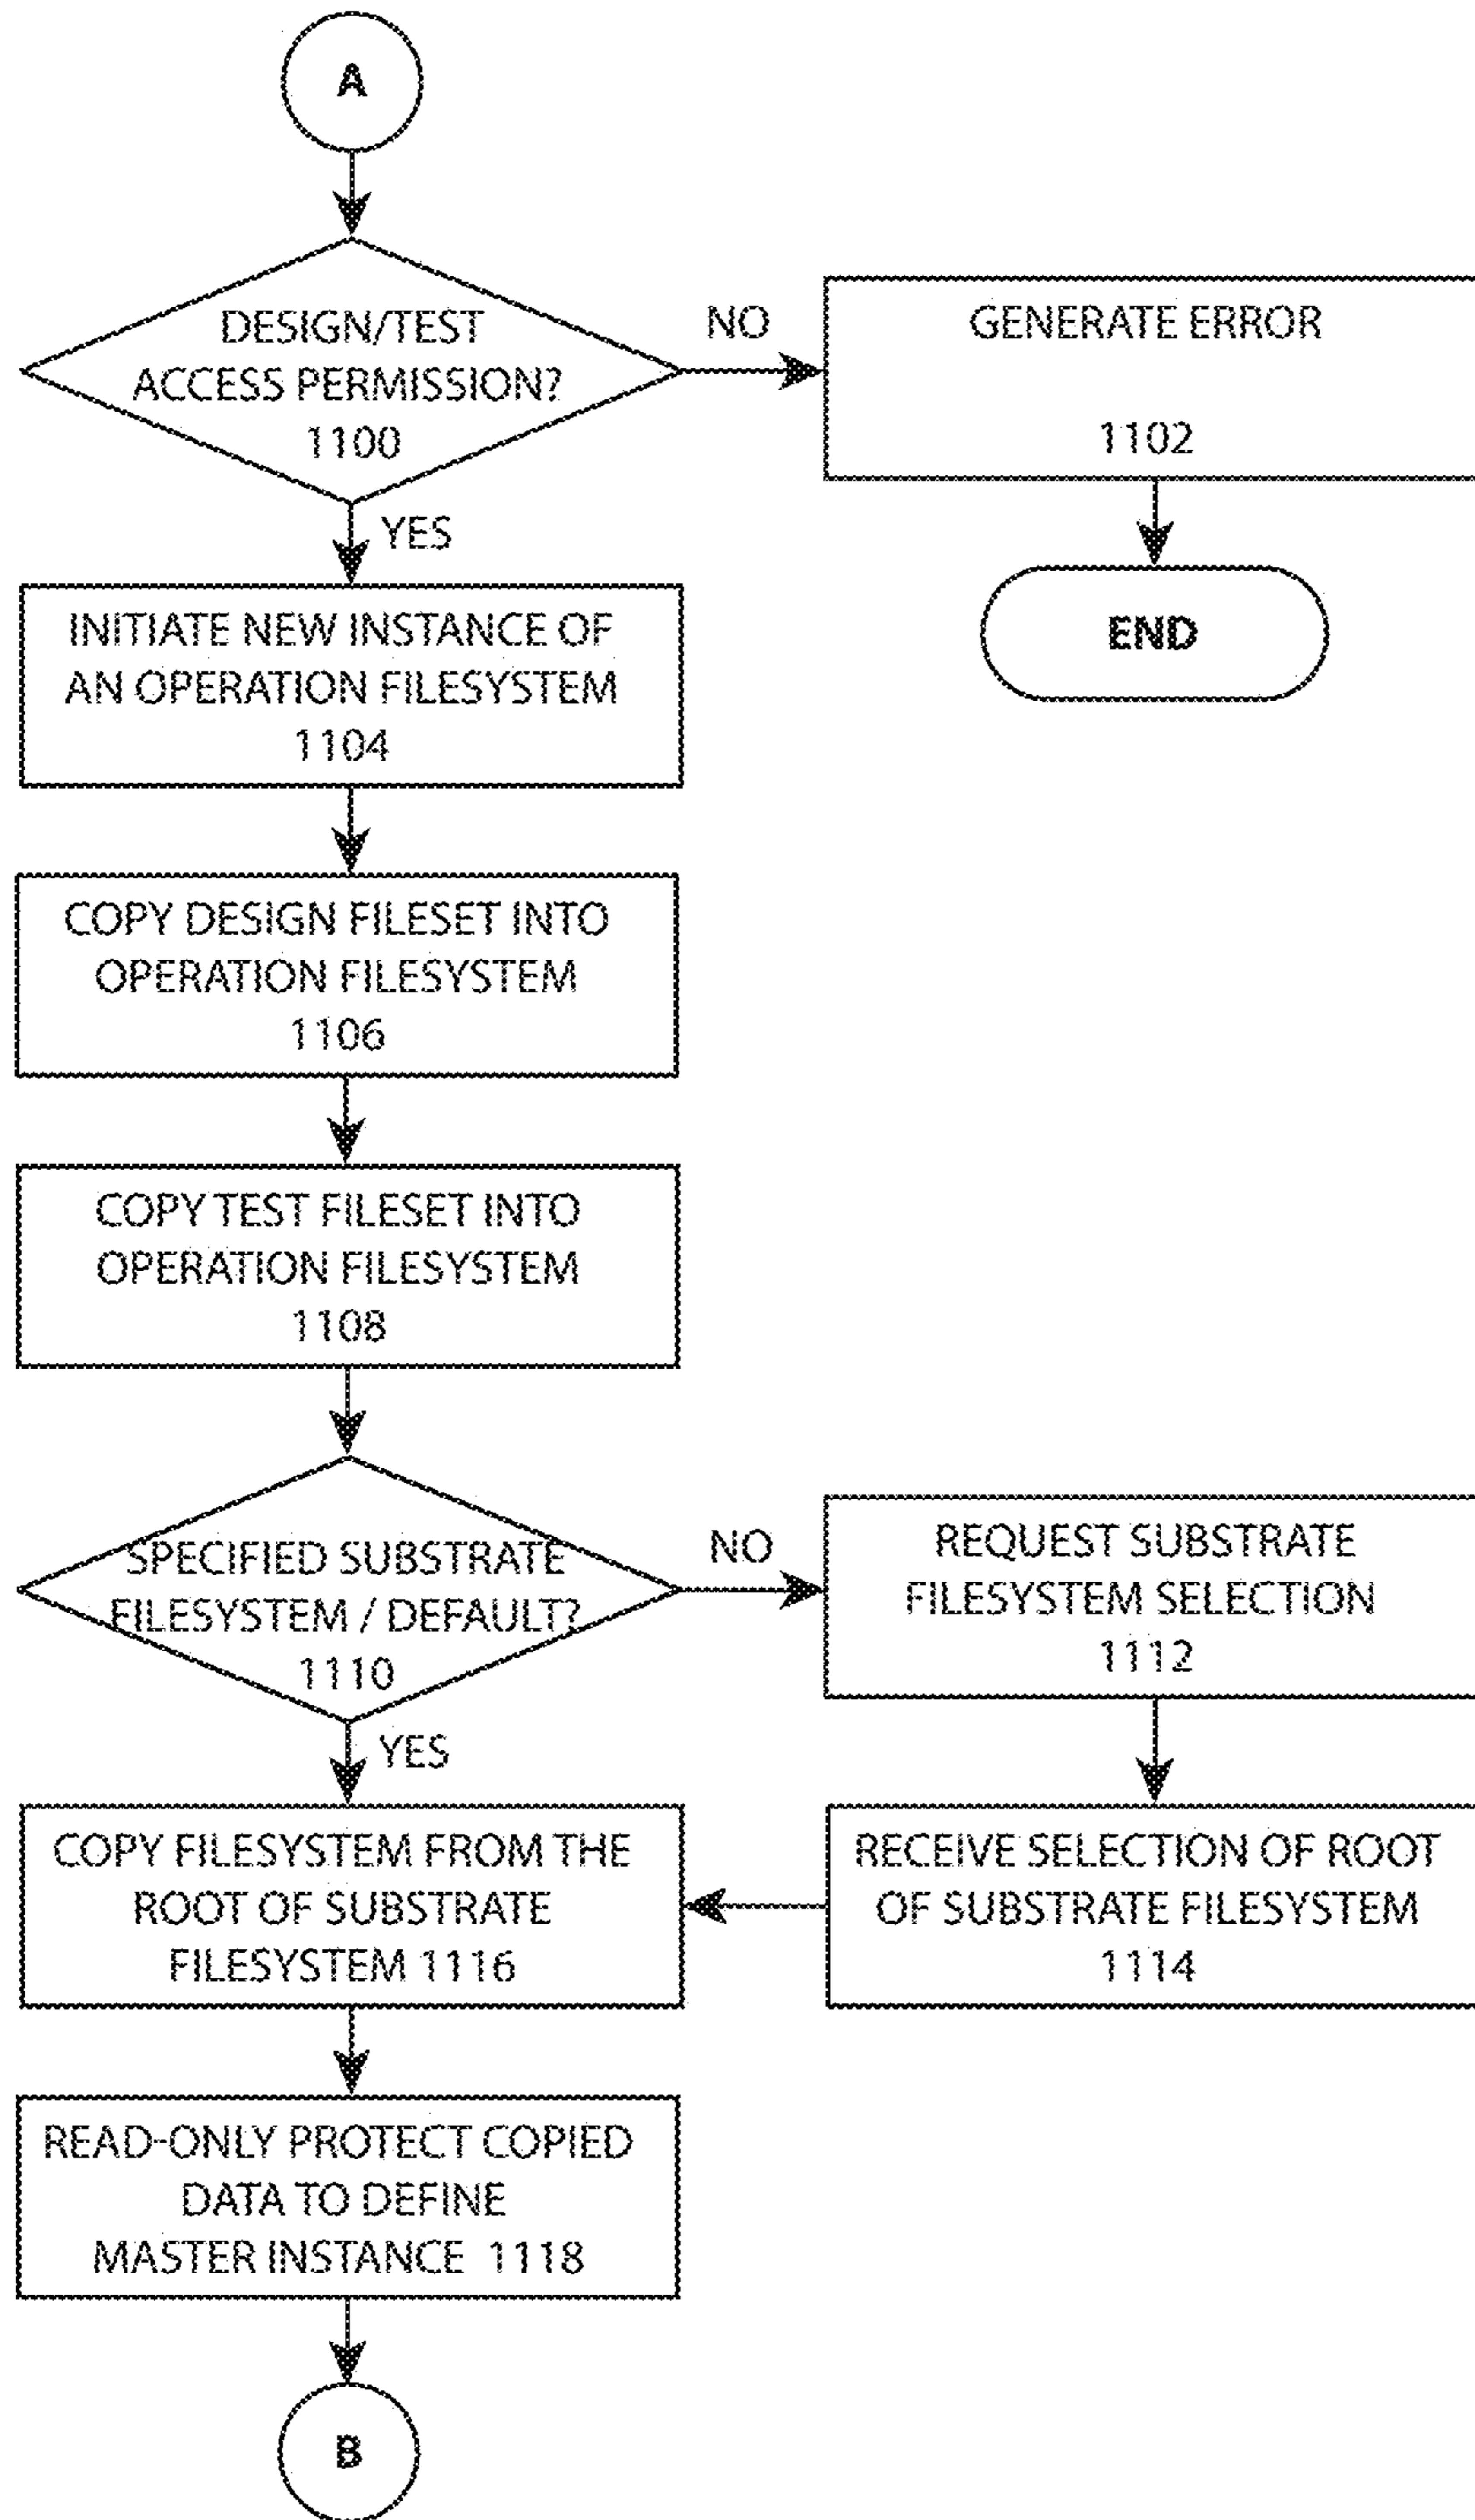 A
DESIGN/TEST
ACCESS PERMISSION?
1100
NO
GENERATE ERROR
1102
YES
END
INITIATE NEW INSTANCE OF
AN OPERATION FILESYSTEM
1104
COPY DESIGN FILESET INTO
OPERATION FILESYSTEM
1106
COPY TEST FILESET INTO
OPERATION FILESYSTEM
1108
SPECIFIED SUBSTRATE
FILESYSTEM / DEFAULT?
1110
NO
REQUEST SUBSTRATE
FILESYSTEM SELECTION
1112
YES
COPY FILESYSTEM FROM THE
ROOT OF SUBSTRATE
FILESYSTEM 1116
RECEIVE SELECTION OF ROOT
OF SUBSTRATE FILESYSTEM
1114
READ-ONLY PROTECT COPIED
DATA TO DEFINE
MASTER INSTANCE 1118
B